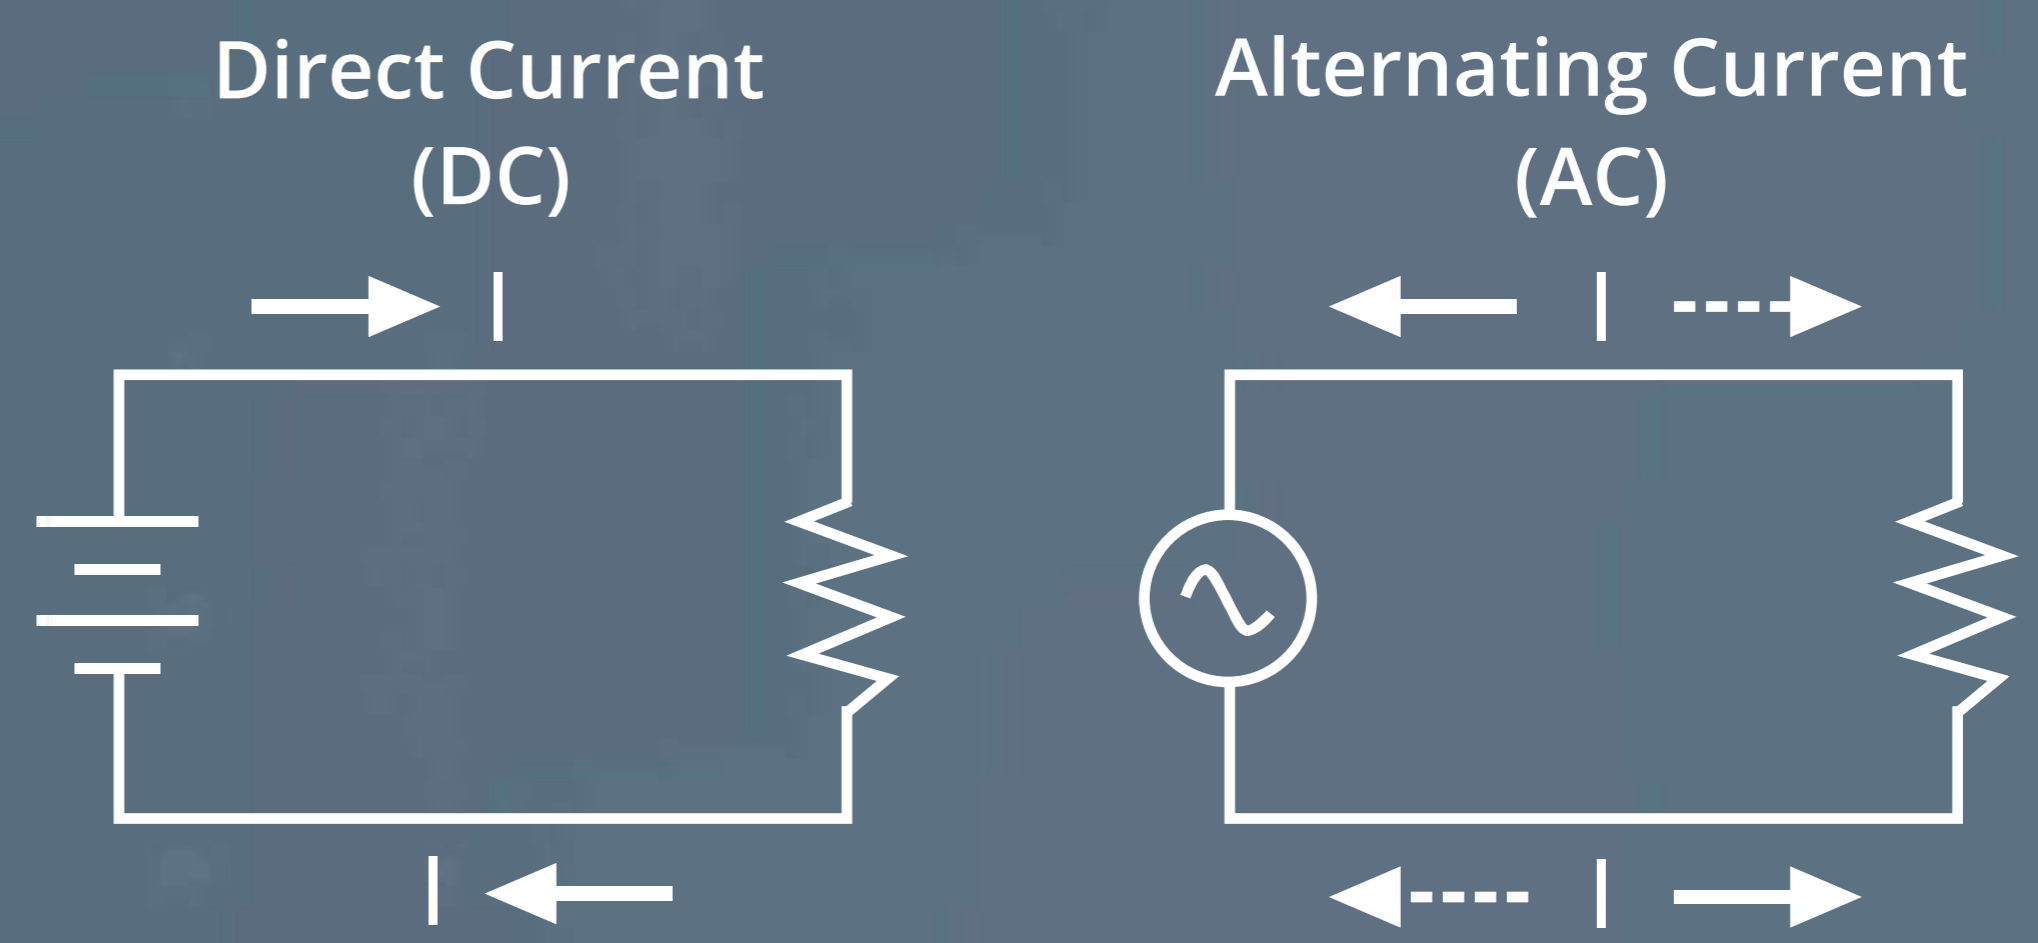 Direct Current
(DC)
Alternating Current
(AC)
I
I
I
I